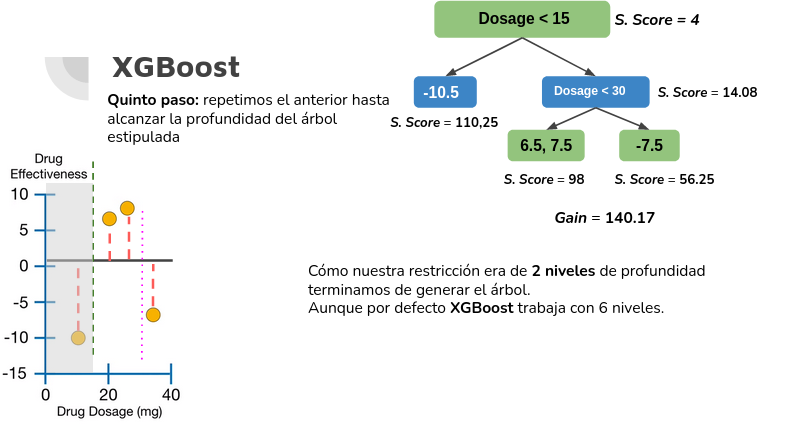 XGBoost
Quinto paso: repetimos el anterior hasta
alcanzar la profundidad del árbol
estipulada
Dosage < 15
S. Score = 4
-10.5
S. Score = 110,25
Dosage < 30
S. Score = 14.08
6.5, 7.5
S. Score = 98
-7.5
S. Score = 56.25
Gain = 140.17
Drug
Effectiveness
10
5
0
-5
-10
-15
0
20
40
Drug Dosage (mg)
Cómo nuestra restricción era de 2 niveles de profundidad
terminamos de generar el árbol.
Aunque por defecto XGBoost trabaja con 6 niveles.